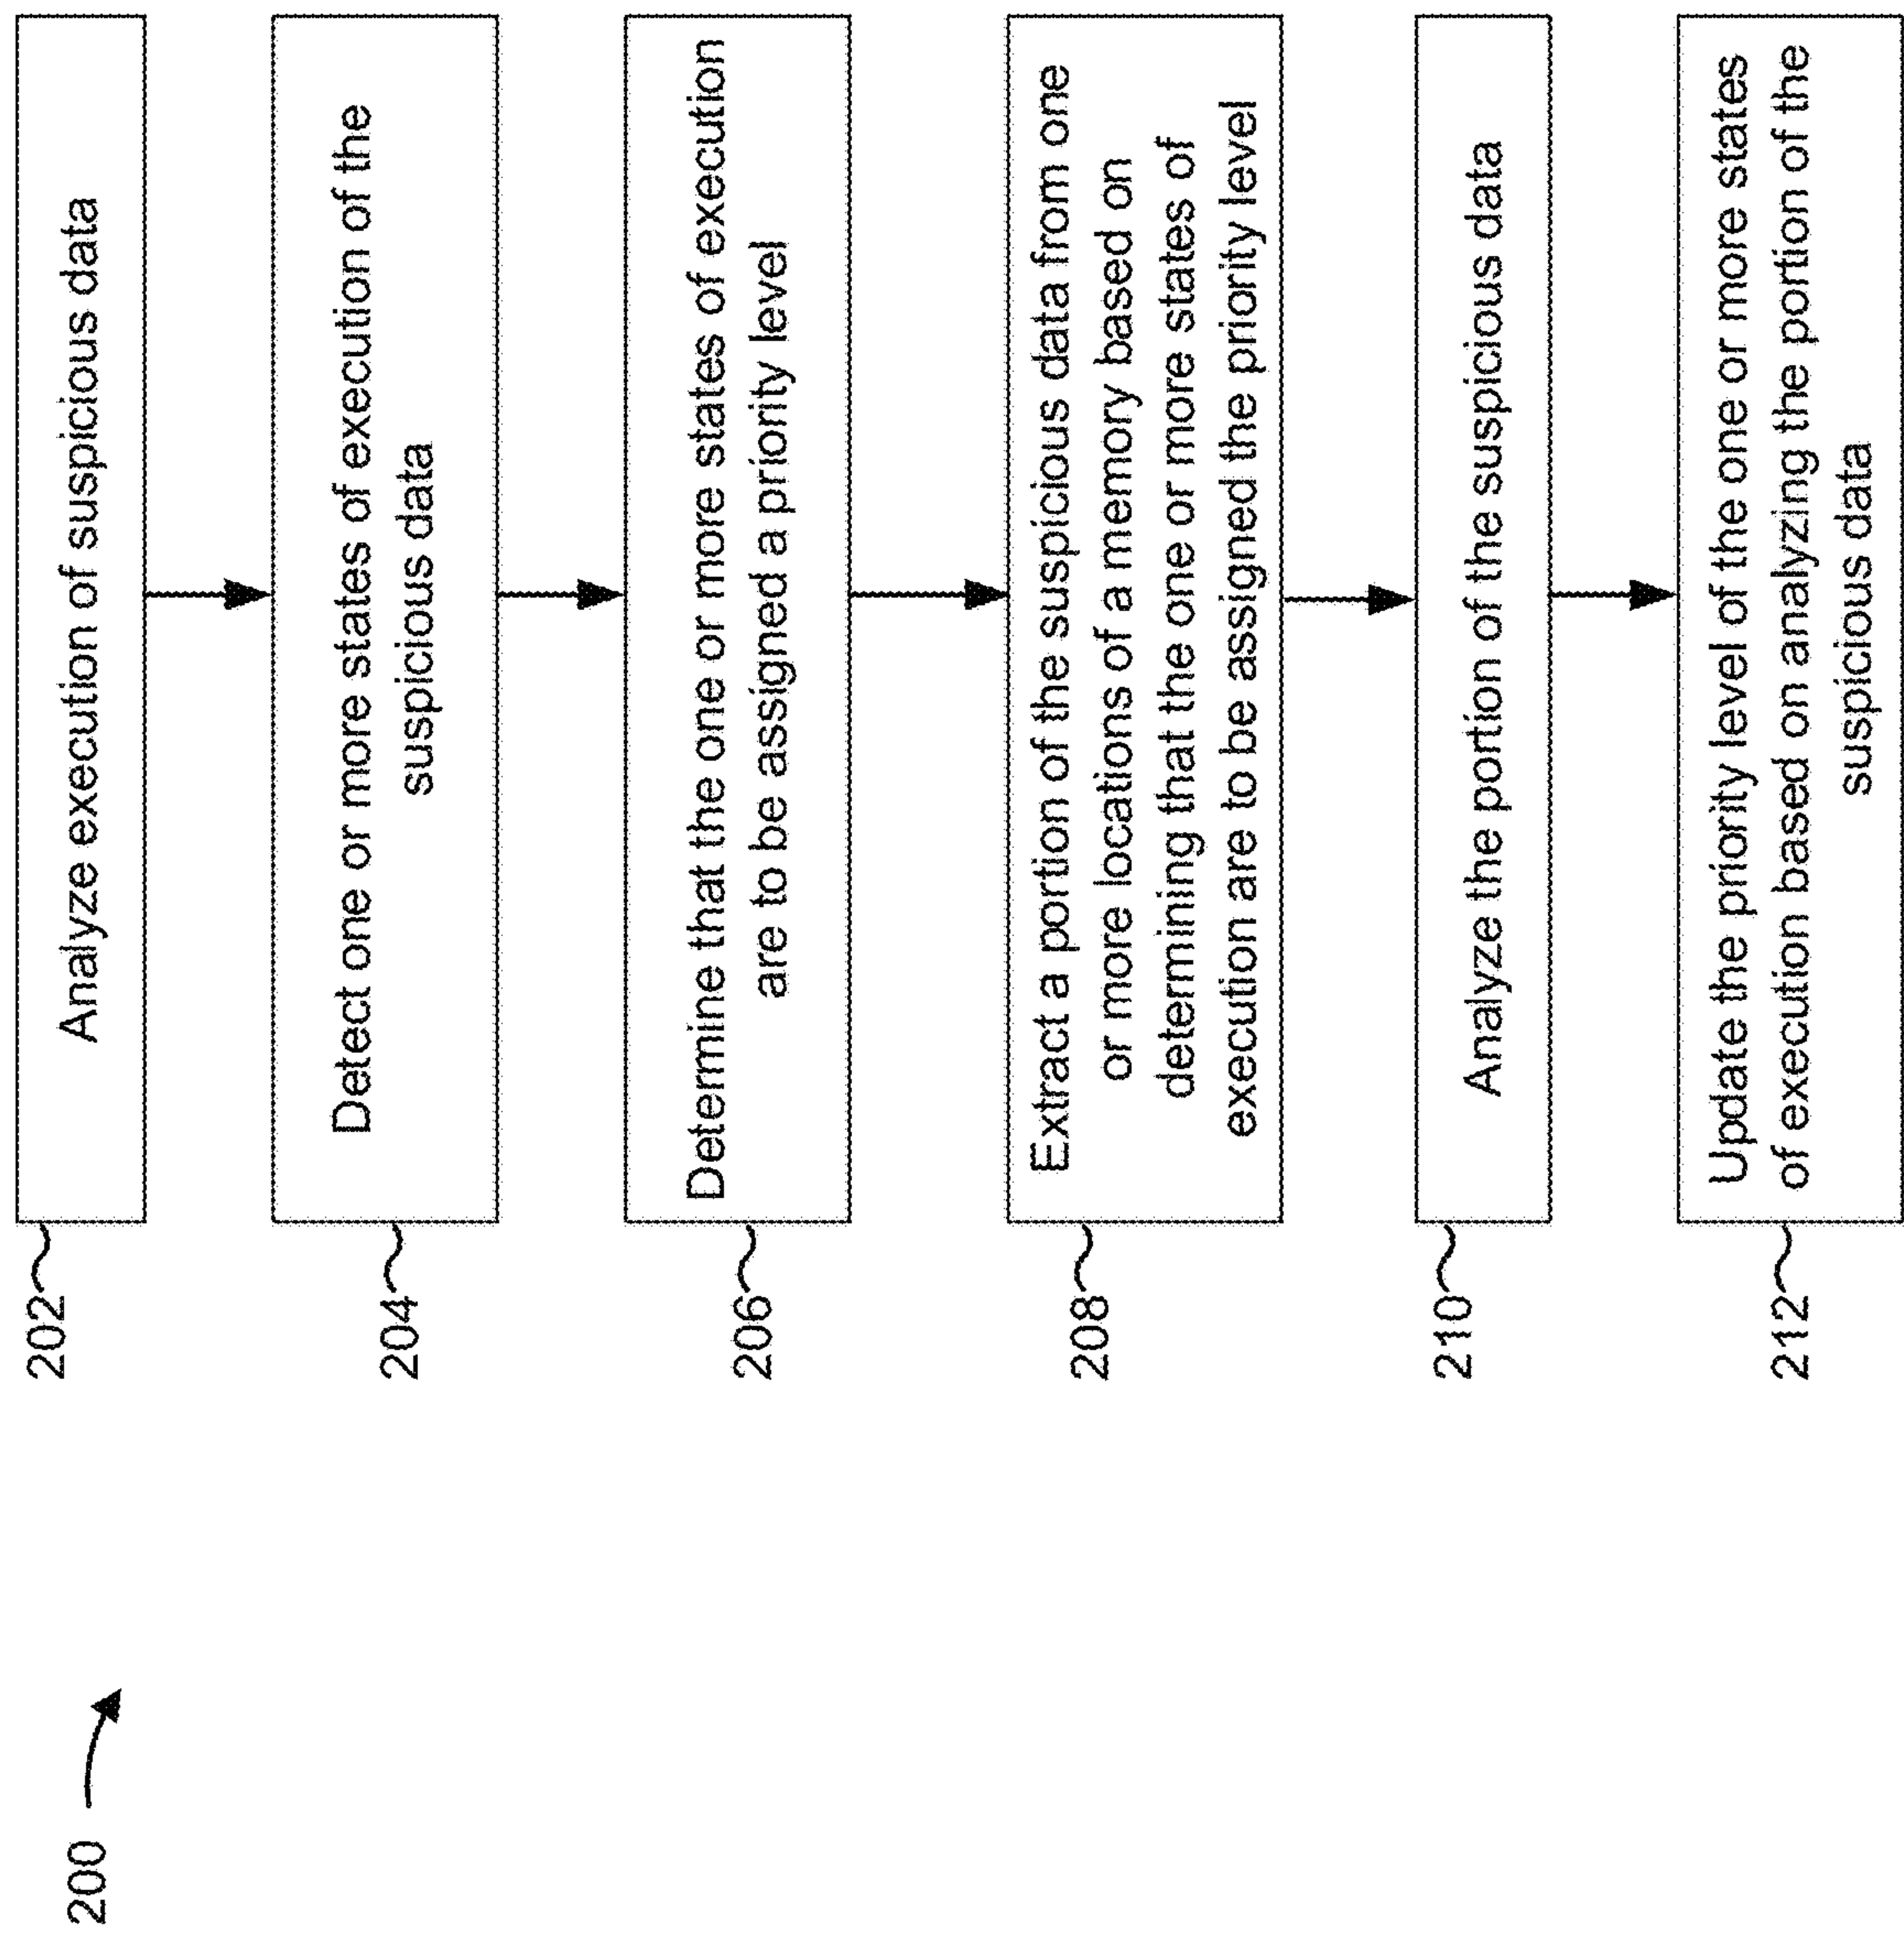 200
202
Analyze execution of suspicious data
204
Detect one or more states of execution of the
suspicious data
206
Determine that the one or more states of execution
are to be assigned a priority level
208
Extract a portion of the suspicious data from one
or more locations of a memory based on
determining that the one or more states of
execution are to be assigned the priority level
210
Analyze the portion of the suspicious data
212
Update the priority level of the one or more states
of execution based on analyzing the portion of the
suspicious data